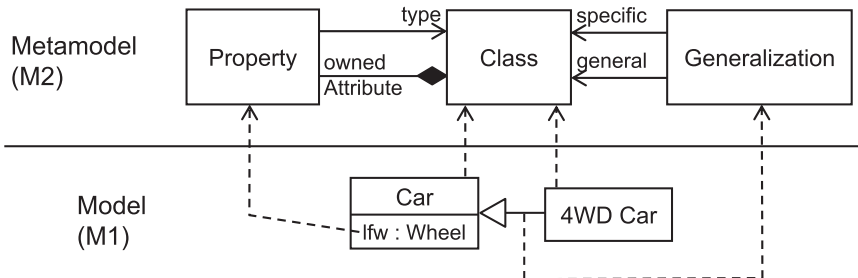 Metamodel
(M2)
Property
type
owned
Attribute
Class
specific
general
Generalization
Model
(M1)
Car
lfw : Wheel
4WD Car